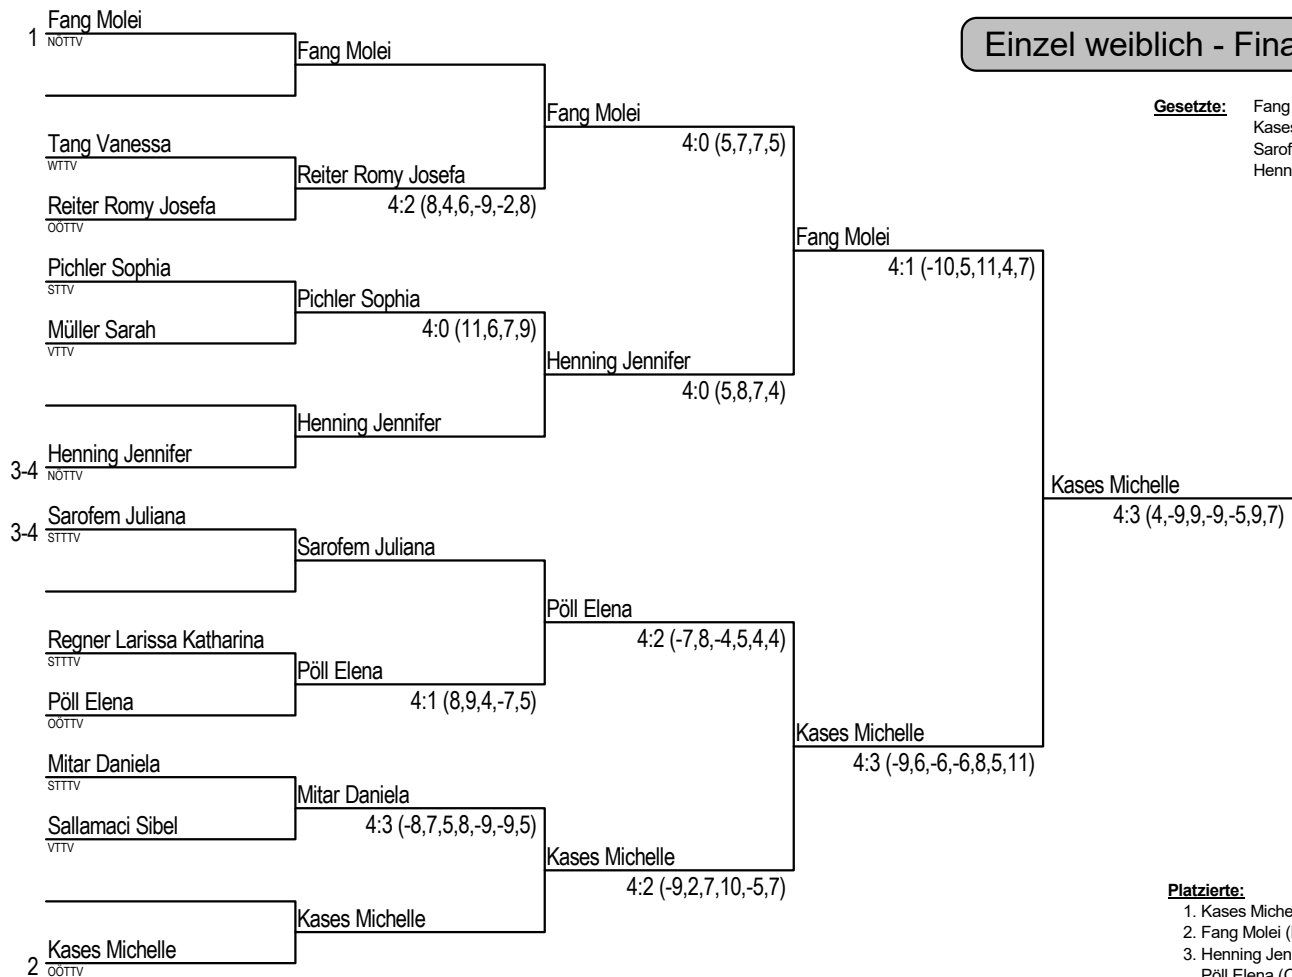 Fang Molei
1 NÖTTV
Fang Molei
Tang Vanessa
WTTV
Reiter Romy Josefa
OÖTTV
Reiter Romy Josefa
4:2 (8,4,6,-9,-2,8)
Fang Molei
4:0 (5,7,7,5)
Pichler Sophia
STTV
Müller Sarah
VTTV
Pichler Sophia
4:0 (11,6,7,9)
Henning Jennifer
3-4 NÖTTV
Henning Jennifer
Henning Jennifer
4:0 (5,8,7,4)
Fang Molei
4:1 (-10,5,11,4,7)
Sarofem Juliana
3-4 STTTV
Sarofem Juliana
Regner Larissa Katharina
STTTV
Pöll Elena
OÖTTV
Pöll Elena
4:1 (8,9,4,-7,5)
Pöll Elena
4:2 (-7,8,-4,5,4,4)
Mitar Daniela
STTTV
Sallamaci Sibel
VTTV
Mitar Daniela
4:3 (-8,7,5,8,-9,-9,5)
Kases Michelle
2 OÖTTV
Kases Michelle
Kases Michelle
4:2 (-9,2,7,10,-5,7)
Kases Michelle
4:3 (-9,6,-6,-6,8,5,11)
Kases Michelle
4:3 (4,-9,9,-9,-5,9,7)
Einzel weiblich - Fina
Gesetzte: Fang
Kases
Sarof
Henn
Platzierte:
1. Kases Miche
2. Fang Molei (
3. Henning Jen
Pöll Elena (O